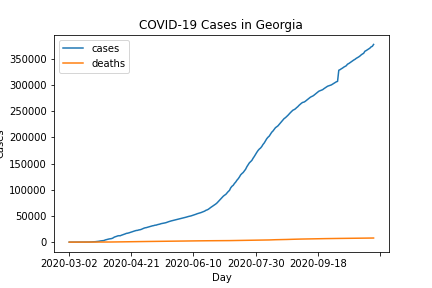 COVID-19 Cases in Georgia
cases
deaths
350000
300000
250000
200000
150000
100000
50000
0
cases
2020-03-02 2020-04-21 2020-06-10 2020-07-30 2020-09-18
Day